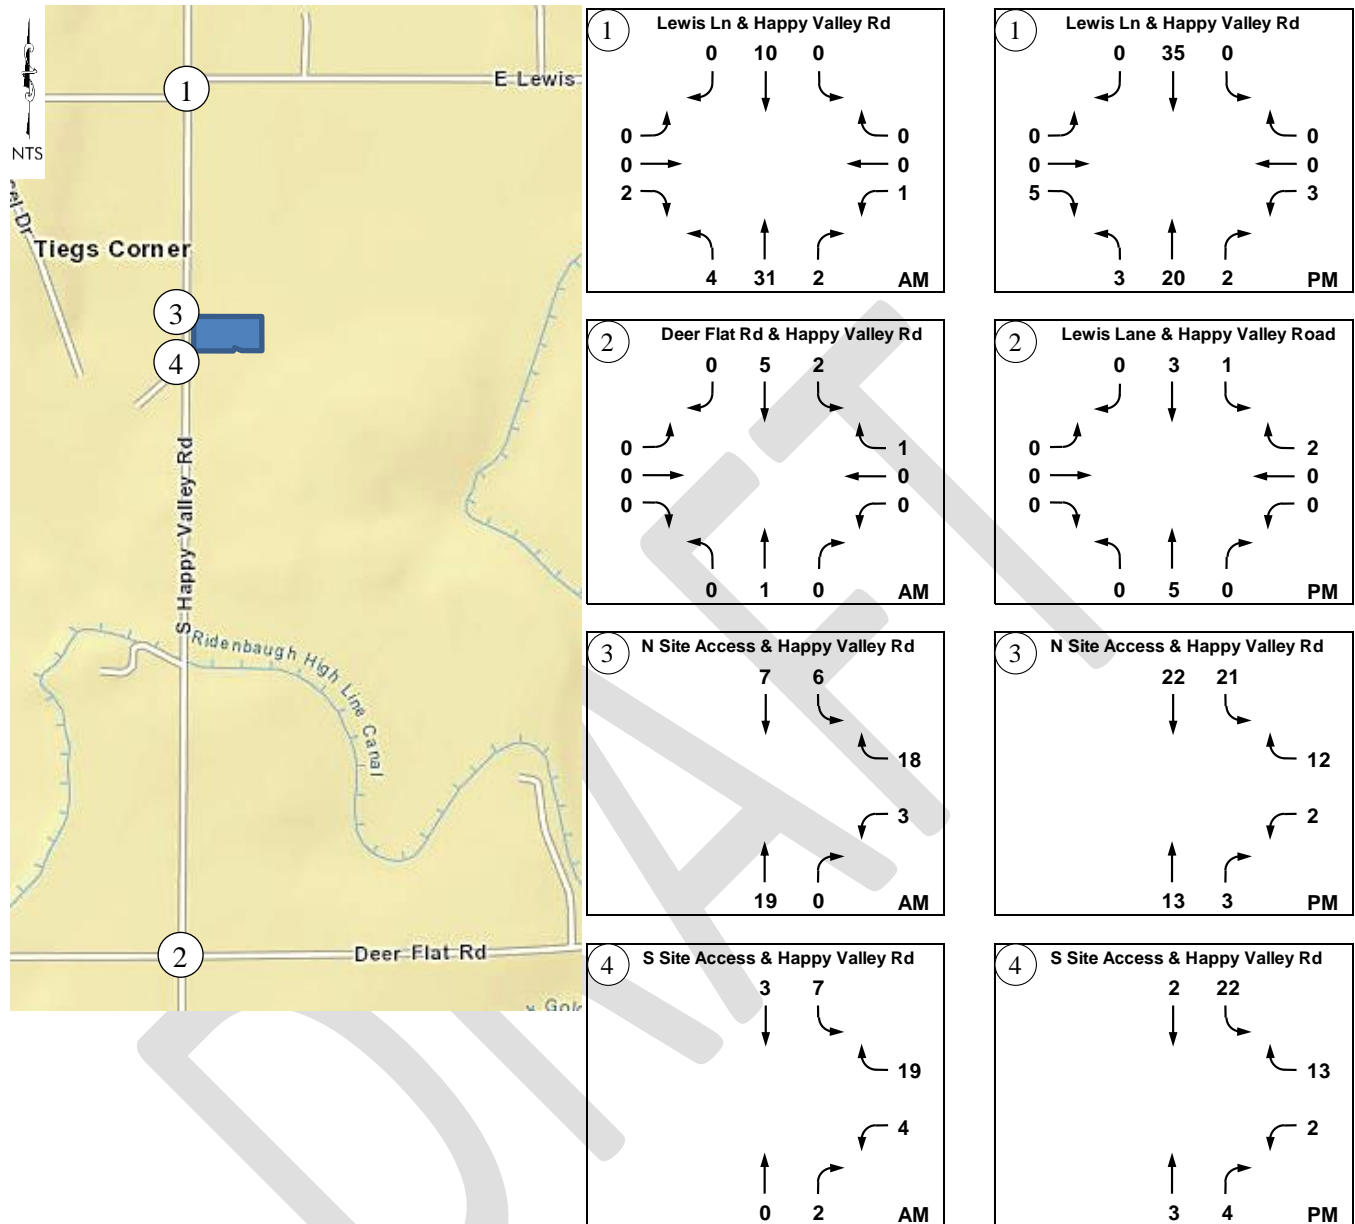 NTS
1
E Lewis
el Dr
Tiegs Corner
3
4
S Happy Valley Rd
Ridenbaugh High Line Canal
2
Deer Flat Rd
Gol
1
Lewis Ln & Happy Valley Rd
0 10 0
0 0
0 0
2 1
4 31 2 AM
1
Lewis Ln & Happy Valley Rd
0 35 0
0 0
0 0
5 3
3 20 2 PM
2
Deer Flat Rd & Happy Valley Rd
0 5 2
0 1
0 0
0 0
0 1 0 AM
2
Lewis Lane & Happy Valley Road
0 3 1
0 2
0 0
0 0
0 5 0 PM
3
N Site Access & Happy Valley Rd
7 6
18
3
19 0 AM
3
N Site Access & Happy Valley Rd
22 21
12
2
13 3 PM
4
S Site Access & Happy Valley Rd
3 7
19
4
0 2 AM
4
S Site Access & Happy Valley Rd
2 22
13
2
3 4 PM
DRAFT